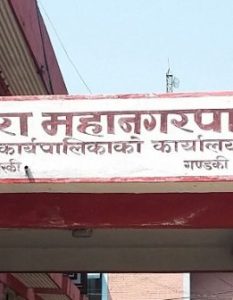 रा महानगरपा
कार्यपालिकाको कार्यालय
स्की गण्डकी